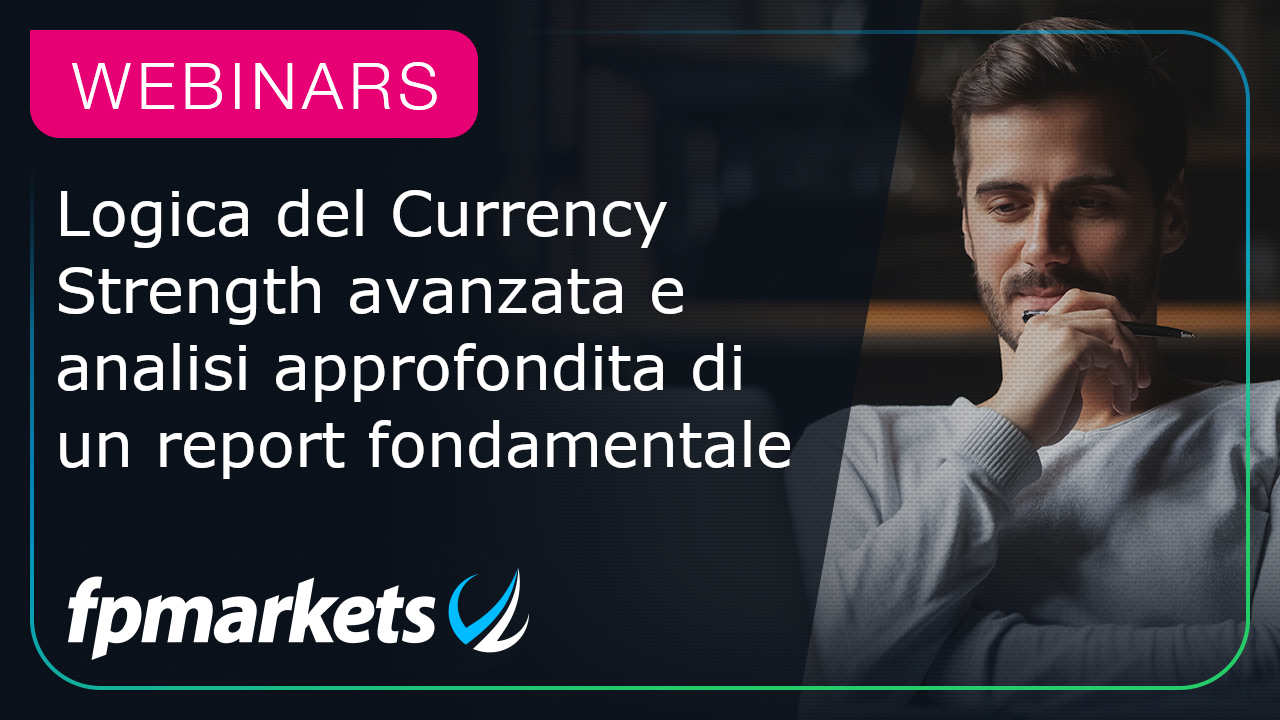 WEBINARS
Logica del Currency
Strength avanzata e
analisi approfondita di
un report fondamentale
fpmarkets